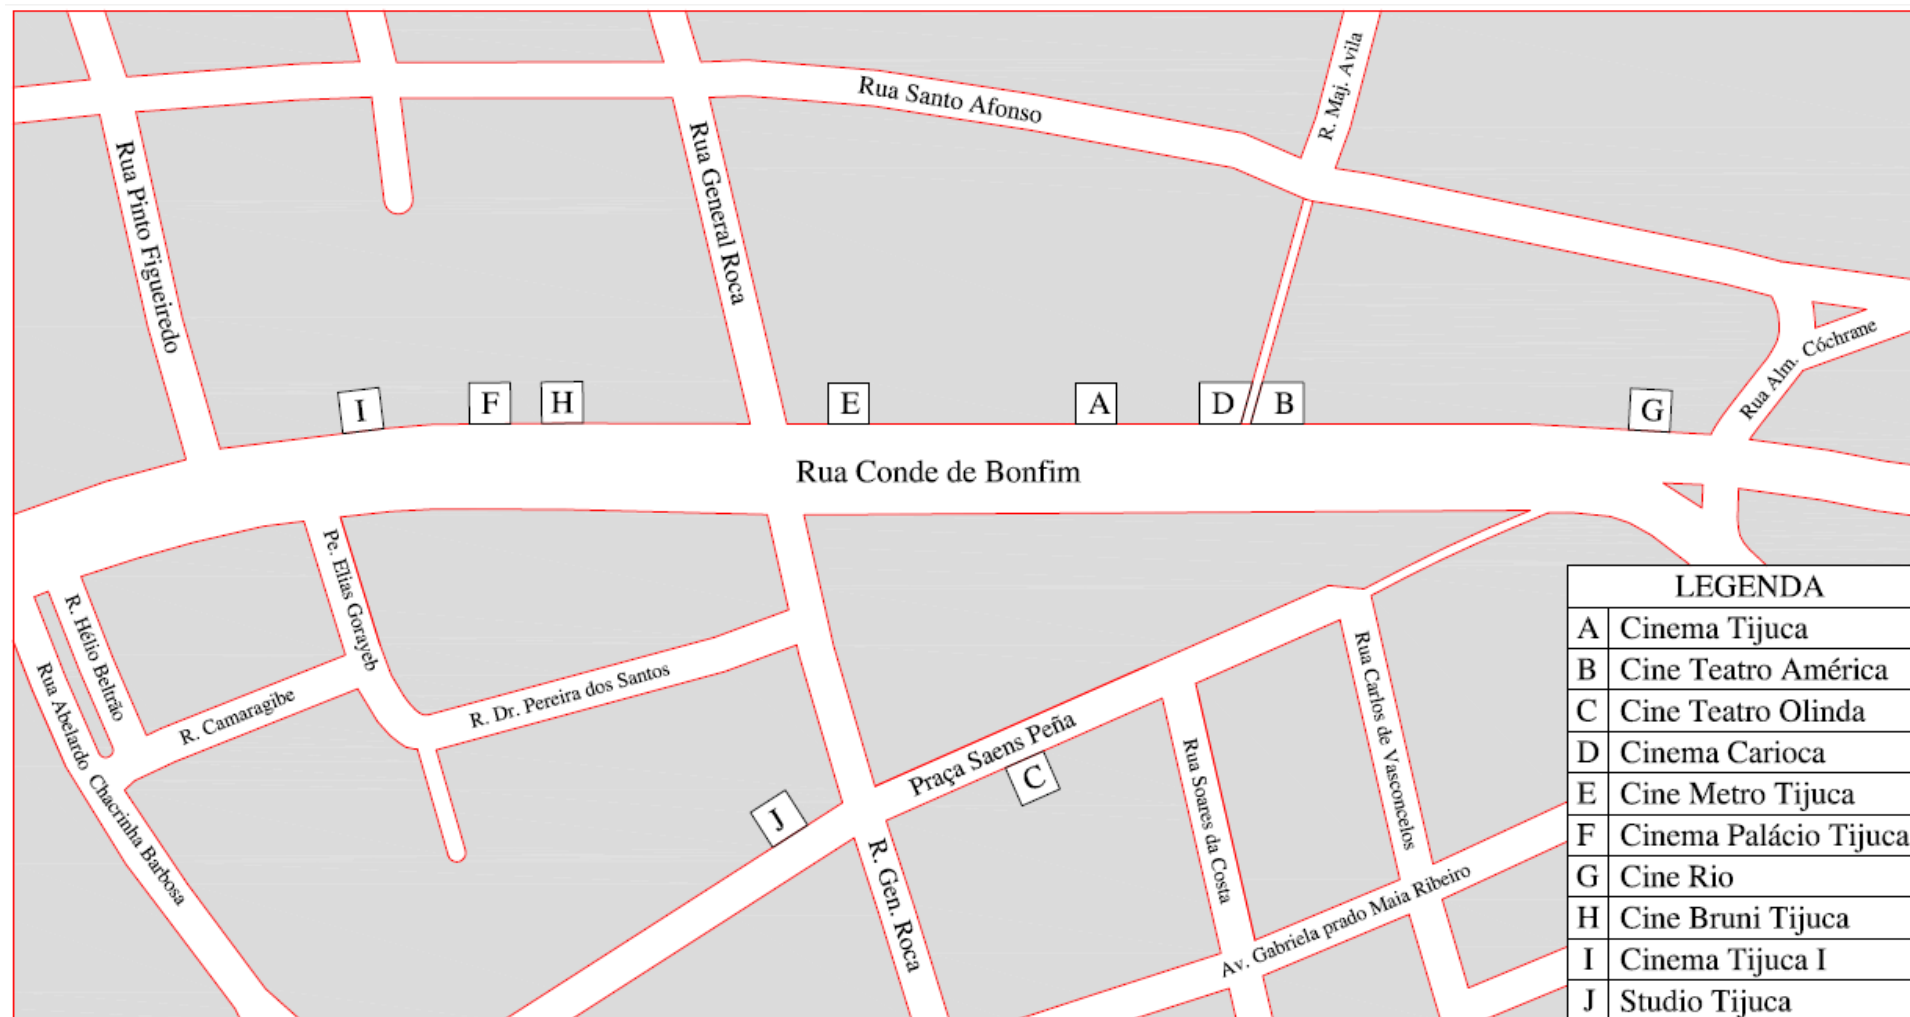 Rua Santo Afonso
R. Maj. Avila
Rua Pinto Figueiredo
Rua General Roca
Rua Alm. Cóchrane
I
F
H
E
A
D
B
G
Rua Conde de Bonfim
Pe. Elias Gorayeb
R. Hélio Beltrão
Rua Abelardo Chacrinha Barbosa
R. Camaragibe
R. Dr. Pereira dos Santos
Praça Saens Peña
C
J
R. Gen. Roca
Rua Soares da Costa
Rua Carlos de Vasconcelos
Av. Gabriela prado Maia Ribeiro
LEGENDA
A Cinema Tijuca
B Cine Teatro América
C Cine Teatro Olinda
D Cinema Carioca
E Cine Metro Tijuca
F Cinema Palácio Tijuca
G Cine Rio
H Cine Bruni Tijuca
I Cinema Tijuca I
J Studio Tijuca